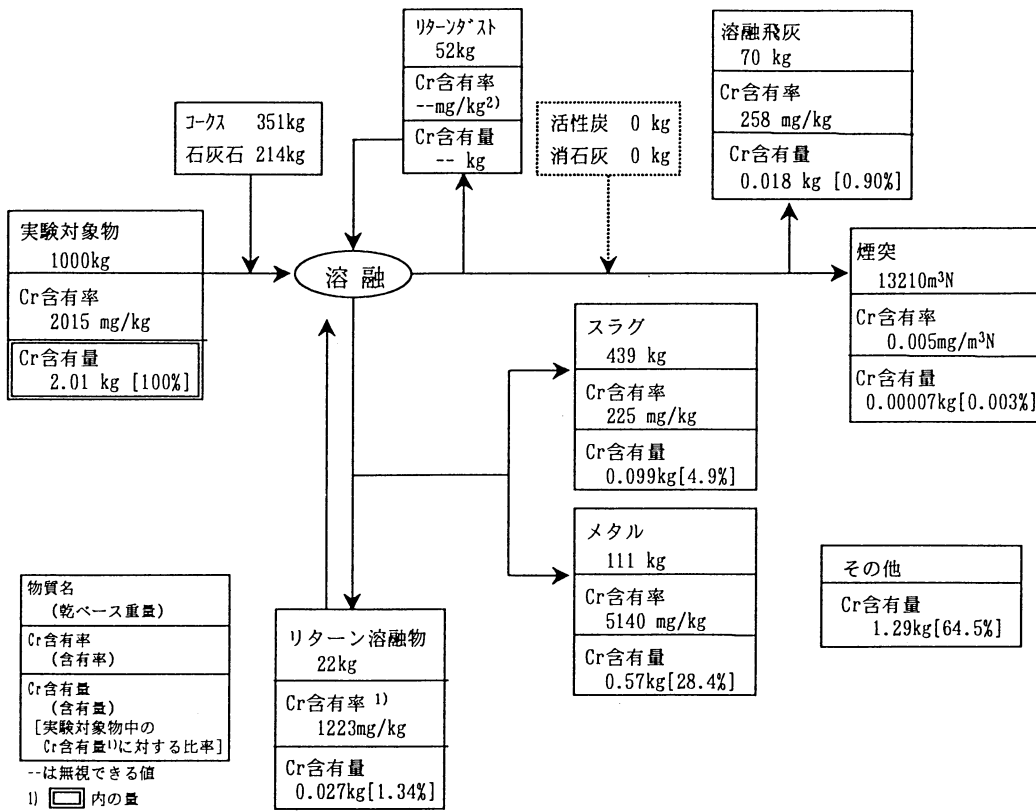 リターンダスト
52kg
Cr含有率
--mg/kg2)
Cr含有量
-- kg
溶融飛灰
70 kg
Cr含有率
258 mg/kg
Cr含有量
0.018 kg [0.90%]
コークス 351kg
石灰石 214kg
活性炭 0 kg
消石灰 0 kg
実験対象物
1000kg
Cr含有率
2015 mg/kg
Cr含有量
2.01 kg [100%]
溶 融
煙突
13210m³N
Cr含有率
0.005mg/m³N
Cr含有量
0.00007kg[0.003%]
スラグ
439 kg
Cr含有率
225 mg/kg
Cr含有量
0.099kg[4.9%]
メタル
111 kg
Cr含有率
5140 mg/kg
Cr含有量
0.57kg[28.4%]
その他
Cr含有量
1.29kg[64.5%]
リターン溶融物
22kg
Cr含有率 1)
1223mg/kg
Cr含有量
0.027kg[1.34%]
物質名
(乾ベース重量)
Cr含有率
(含有率)
Cr含有量
(含有量)
[実験対象物中の
Cr含有量1)に対する比率]
--は無視できる値
1) 内の量